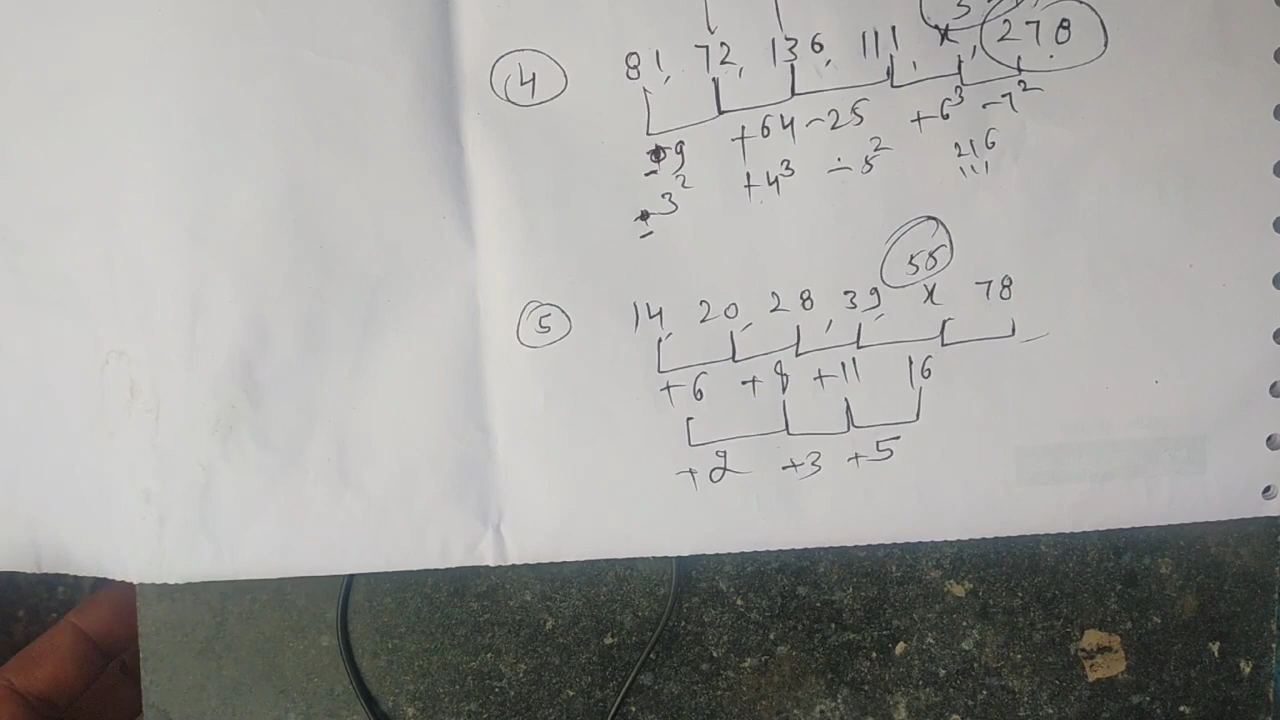 ④ 81, 72, 136, 111, x, 278
-9 +64 -25 +6³ -7²
-3² +4³ -5² 216
111
55
⑤ 14, 20, 28, 39, x 78
+6 +8 +11 16
+2 +3 +5